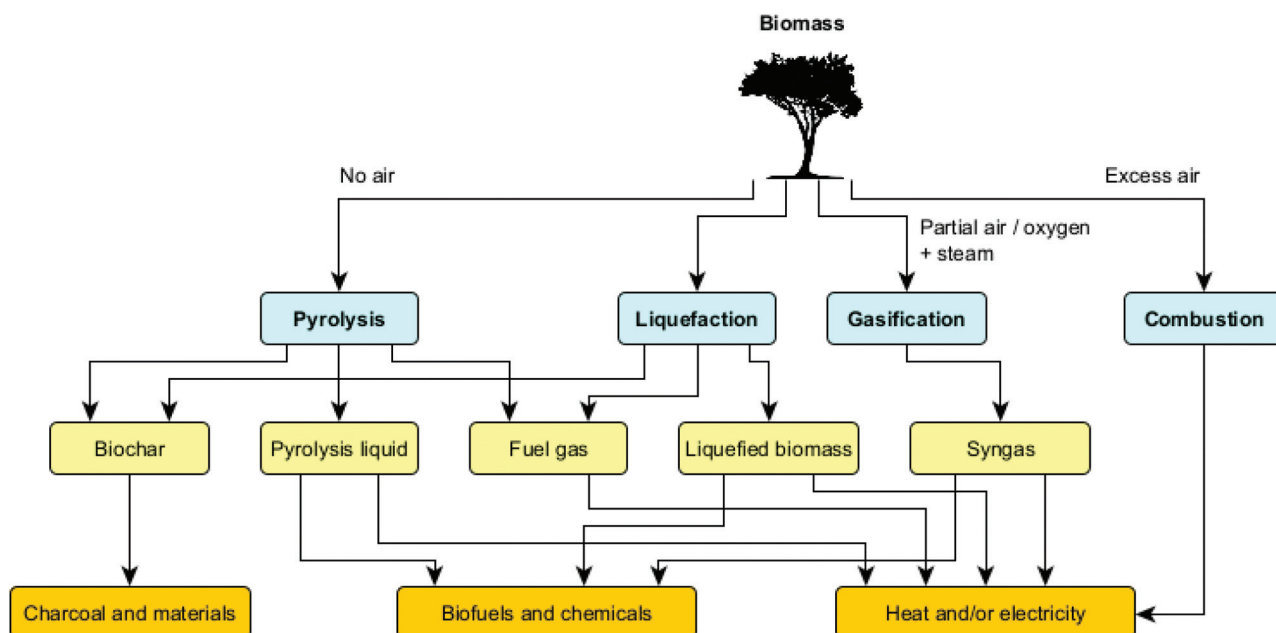 Biomass
No air
Excess air
Partial air / oxygen
+ steam
Pyrolysis
Liquefaction
Gasification
Combustion
Biochar
Pyrolysis liquid
Fuel gas
Liquefied biomass
Syngas
Charcoal and materials
Biofuels and chemicals
Heat and/or electricity